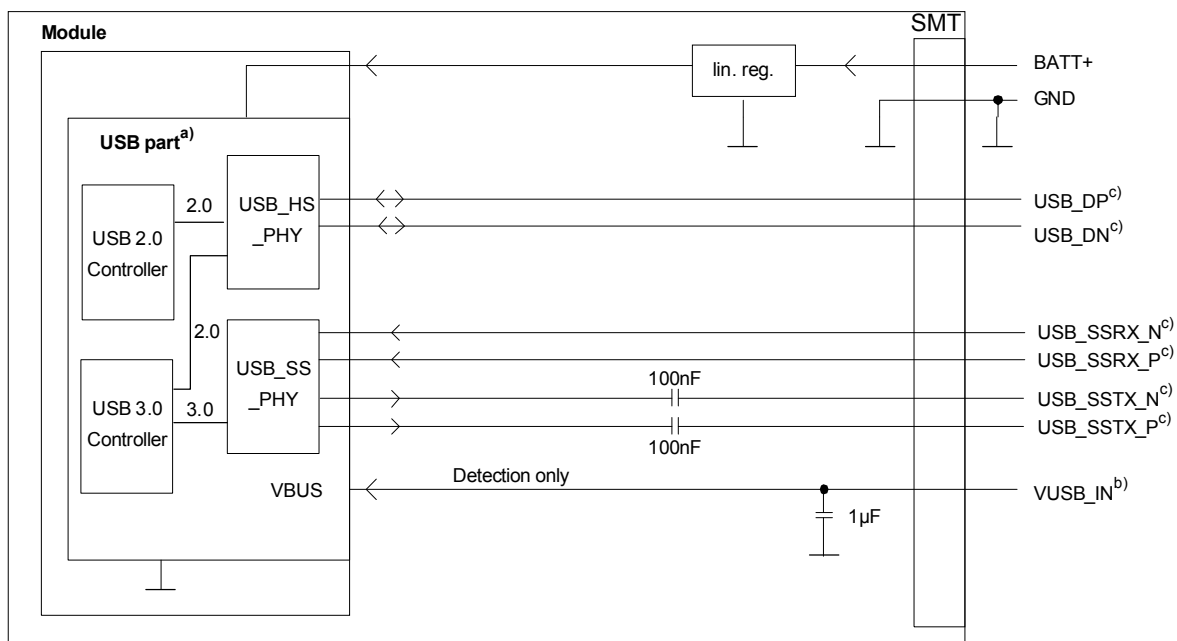 Module
SMT
lin. reg.
BATT+
GND
USB part a)
USB_HS
_PHY
2.0
USB 2.0
Controller
USB_DP c)
USB_DN c)
2.0
USB_SS
_PHY
USB 3.0
Controller
3.0
USB_SSRX_N c)
USB_SSRX_P c)
100nF
USB_SSTX_N c)
USB_SSTX_P c)
100nF
VBUS
Detection only
VUSB_IN b)
1µF